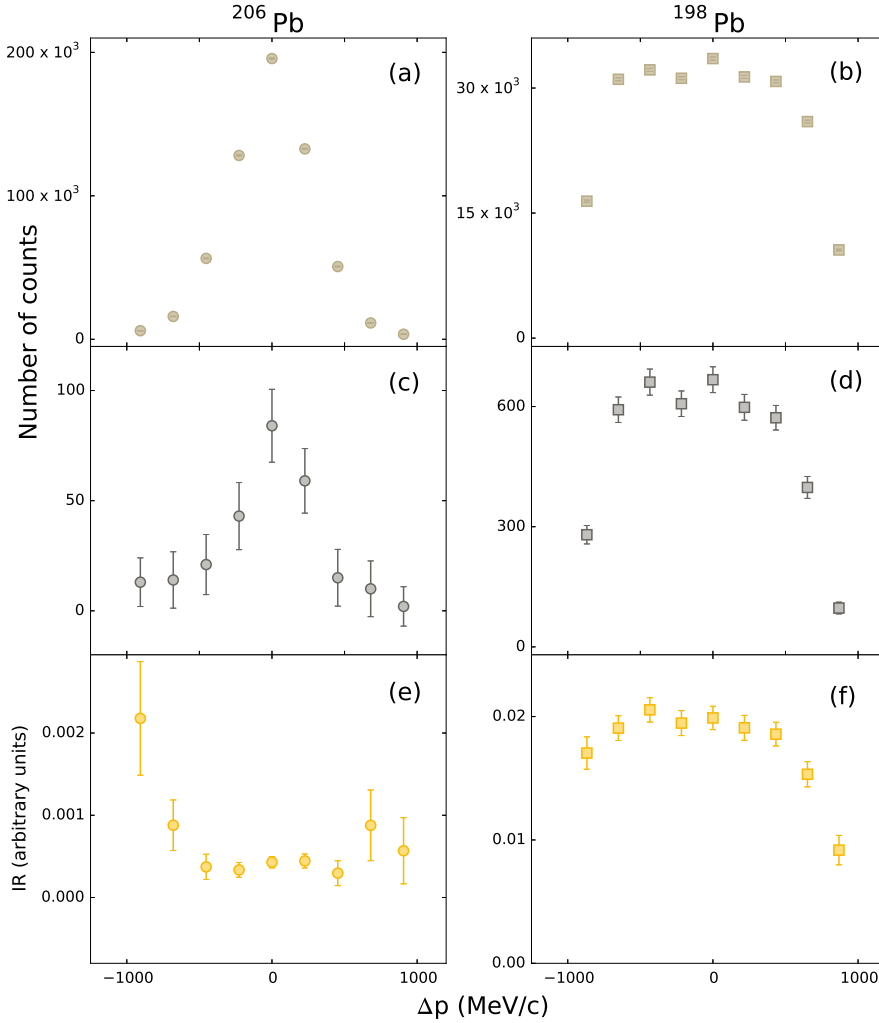 ²⁰⁶Pb
¹⁹⁸Pb
Number of counts
200 x 10³
100 x 10³
0
(a)
30 x 10³
15 x 10³
0
(b)
100
50
0
(c)
600
300
0
(d)
IR (arbitrary units)
0.002
0.001
0.000
(e)
0.02
0.01
0.00
(f)
−1000
0
1000
−1000
0
1000
Δp (MeV/c)